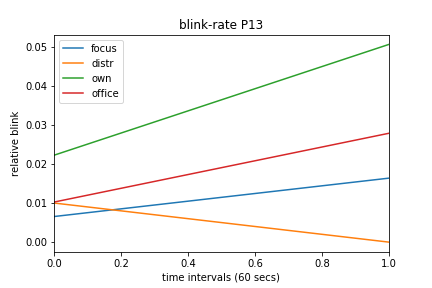 blink-rate P13
focus
distr
own
office
relative blink
0.05
0.04
0.03
0.02
0.01
0.00
0.0 0.2 0.4 0.6 0.8 1.0
time intervals (60 secs)